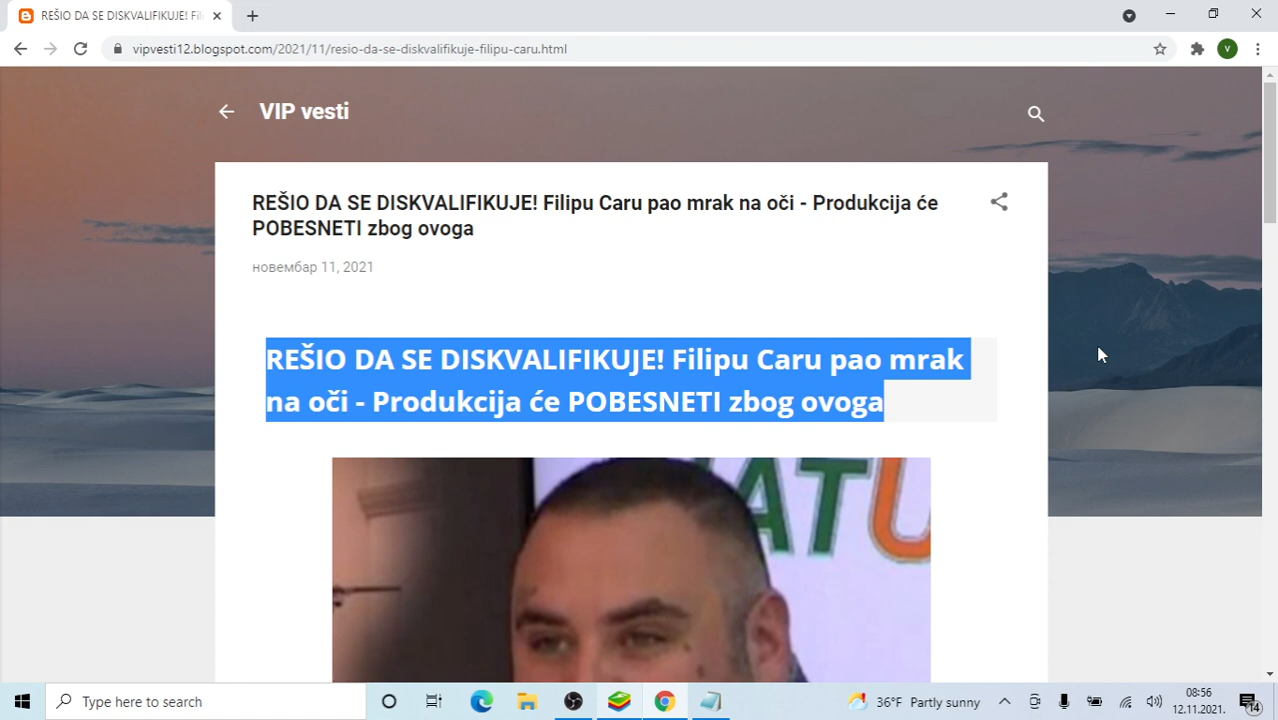 REŠIO DA SE DISKVALIFIKUJE! Fil
vipvesti12.blogspot.com/2021/11/resio-da-se-diskvalifikuje-filipu-caru.html
V
VIP vesti
REŠIO DA SE DISKVALIFIKUJE! Filipu Caru pao mrak na oči - Produkcija će
POBESNETI zbog ovoga
новембар 11, 2021
REŠIO DA SE DISKVALIFIKUJE! Filipu Caru pao mrak
na oči - Produkcija će POBESNETI zbog ovoga
ATU
Type here to search
36°F Partly sunny
08:56
12.11.2021.
14